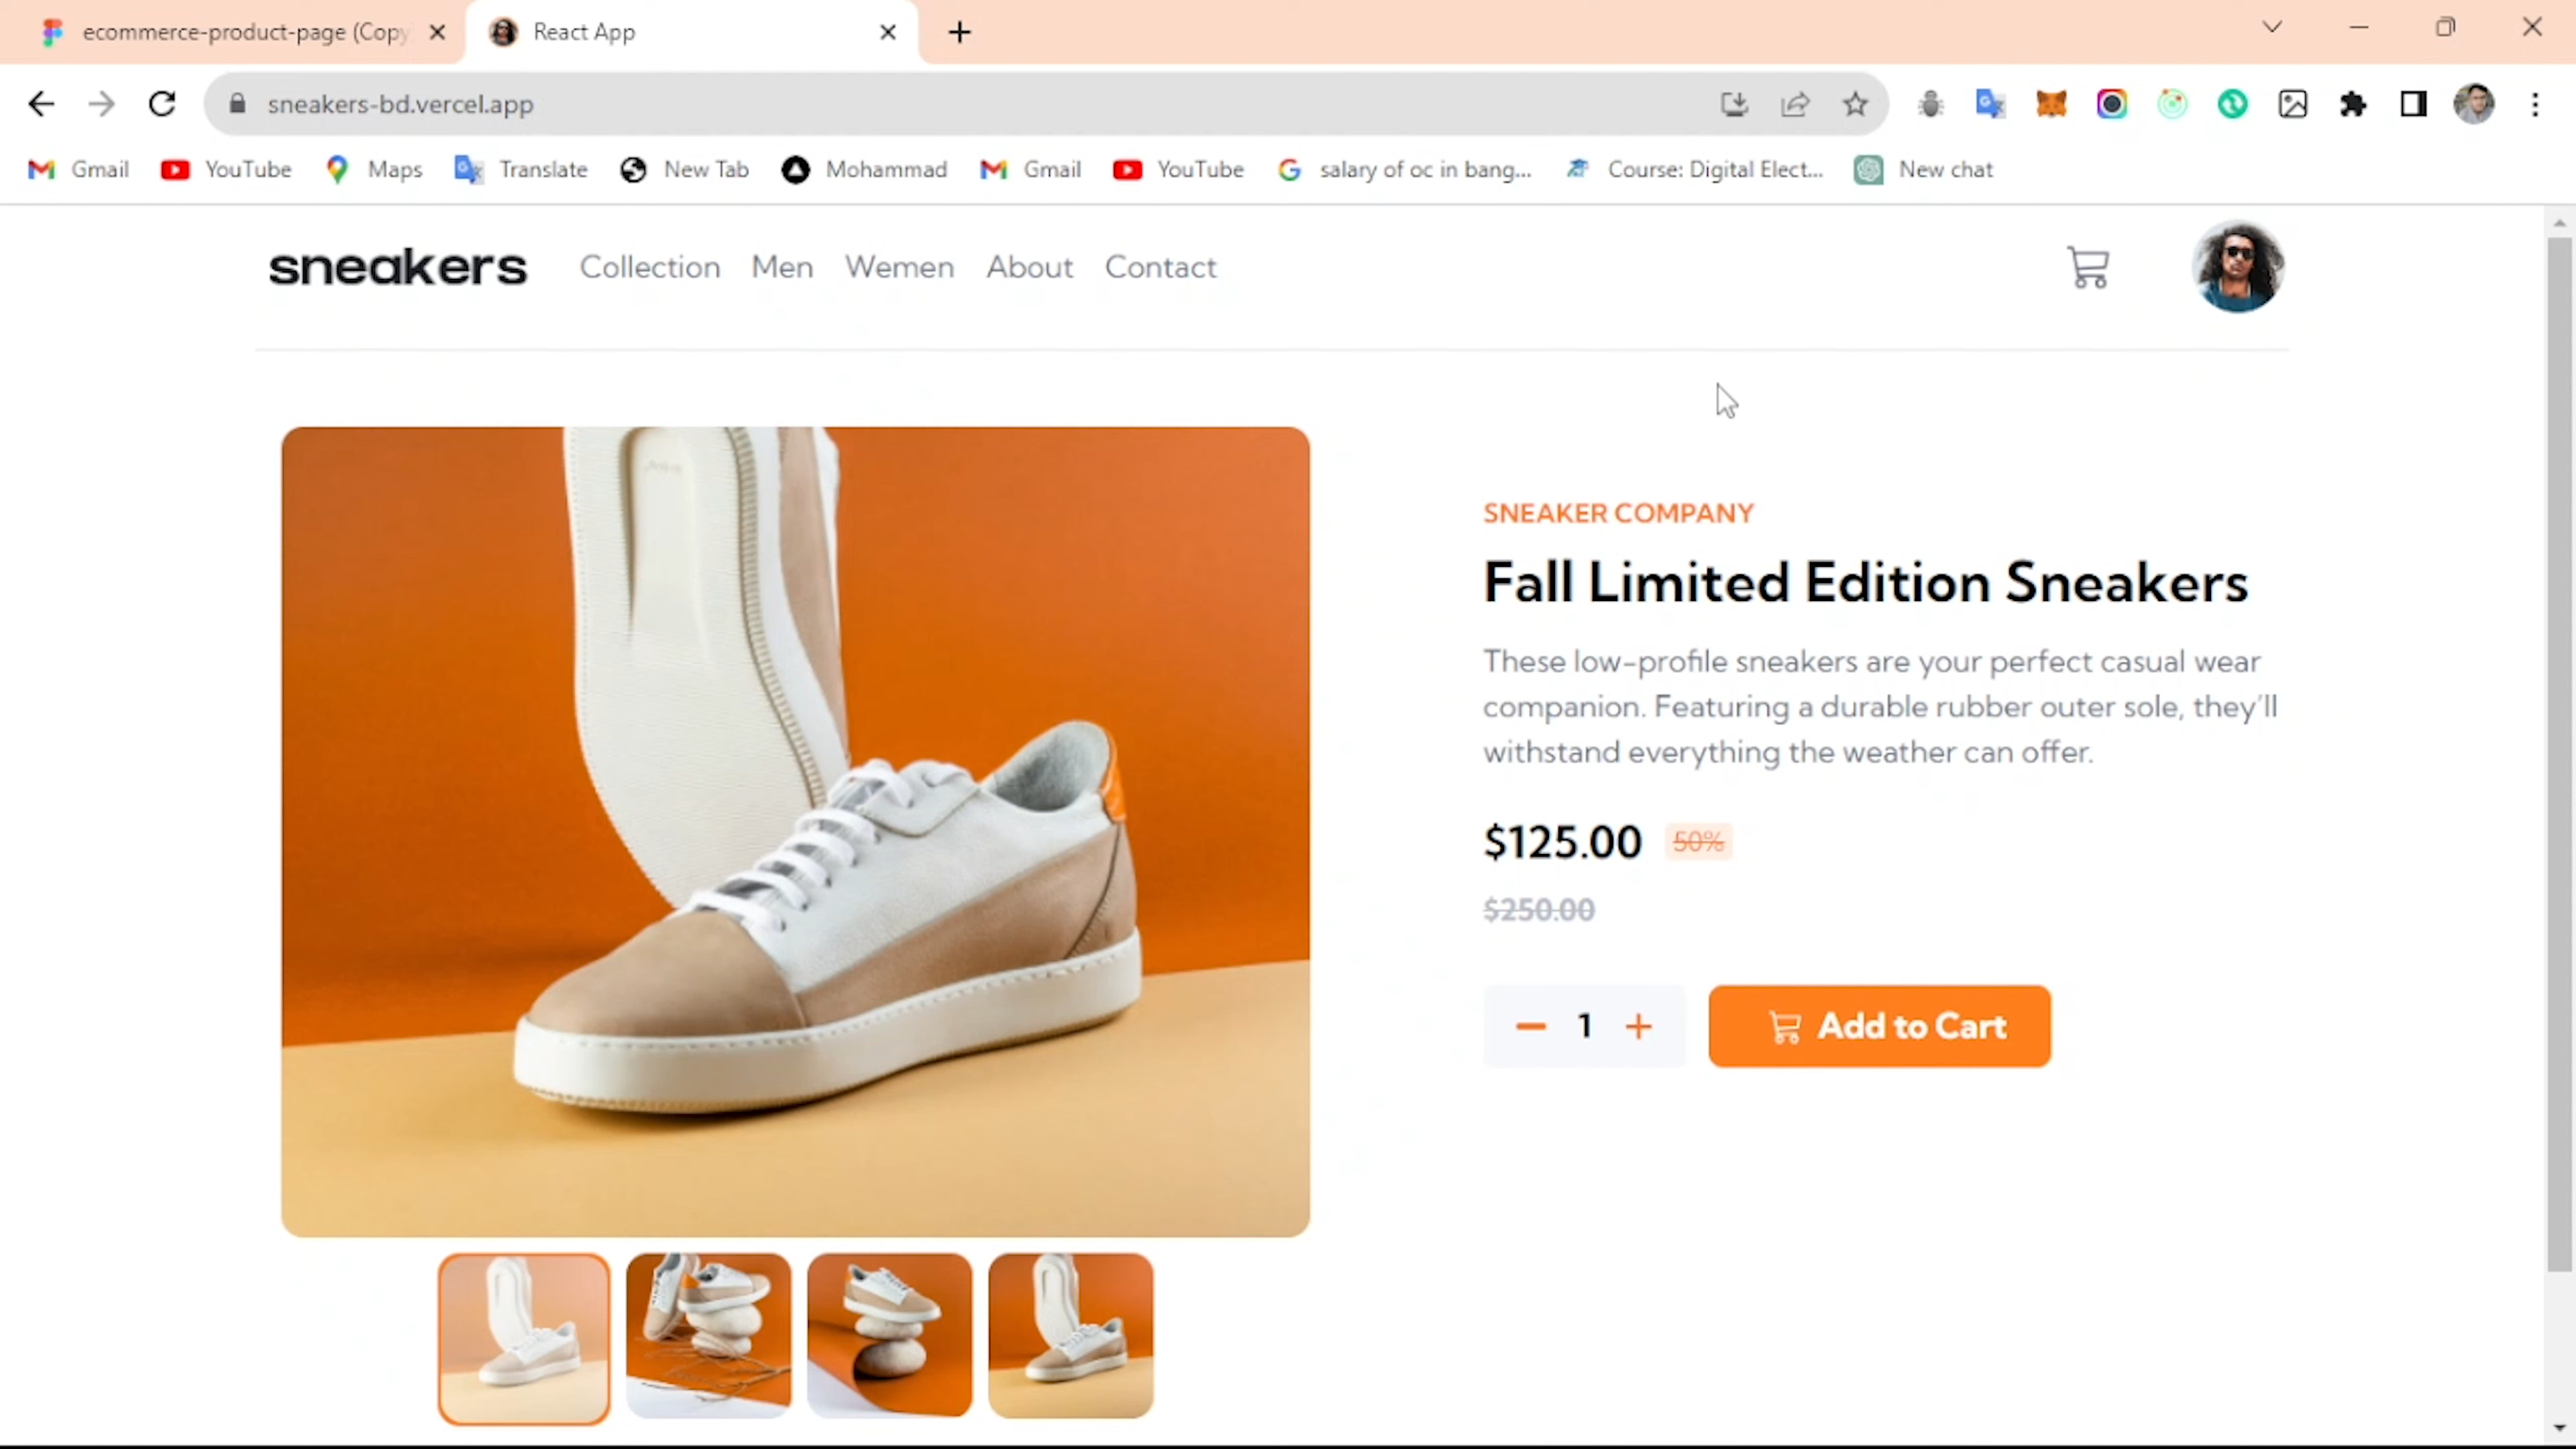 ecommerce-product-page (Copy
React App
sneakers-bd.vercel.app
Gmail
YouTube
Maps
Translate
New Tab
Mohammad
Gmail
YouTube
salary of oc in bang...
Course: Digital Elect...
New chat
sneakers
Collection
Men
Wemen
About
Contact
SNEAKER COMPANY
Fall Limited Edition Sneakers
These low-profile sneakers are your perfect casual wear
companion. Featuring a durable rubber outer sole, they'll
withstand everything the weather can offer.
$125.00 50%
$250.00
1
Add to Cart